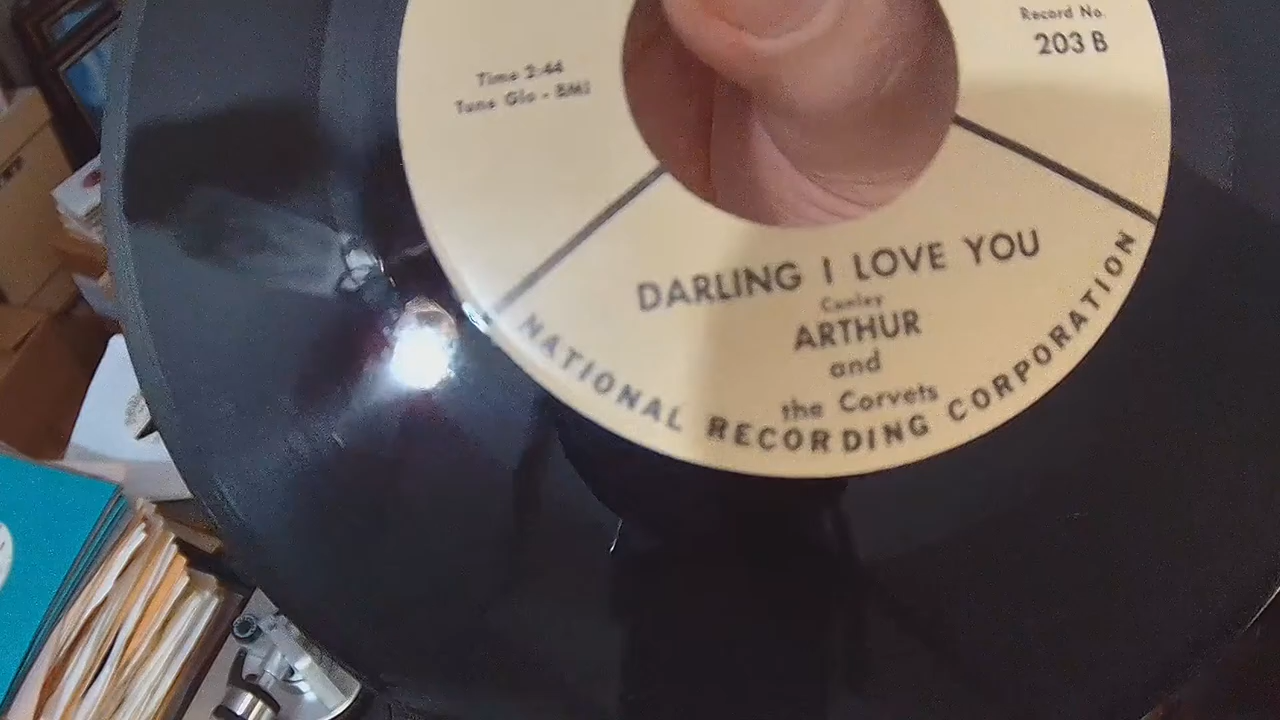 Record No.
203 B
Time 2:44
Tune Glo - BMI
DARLING I LOVE YOU
Conley
ARTHUR
and
the Corvets
NATIONAL RECORDING CORPORATION